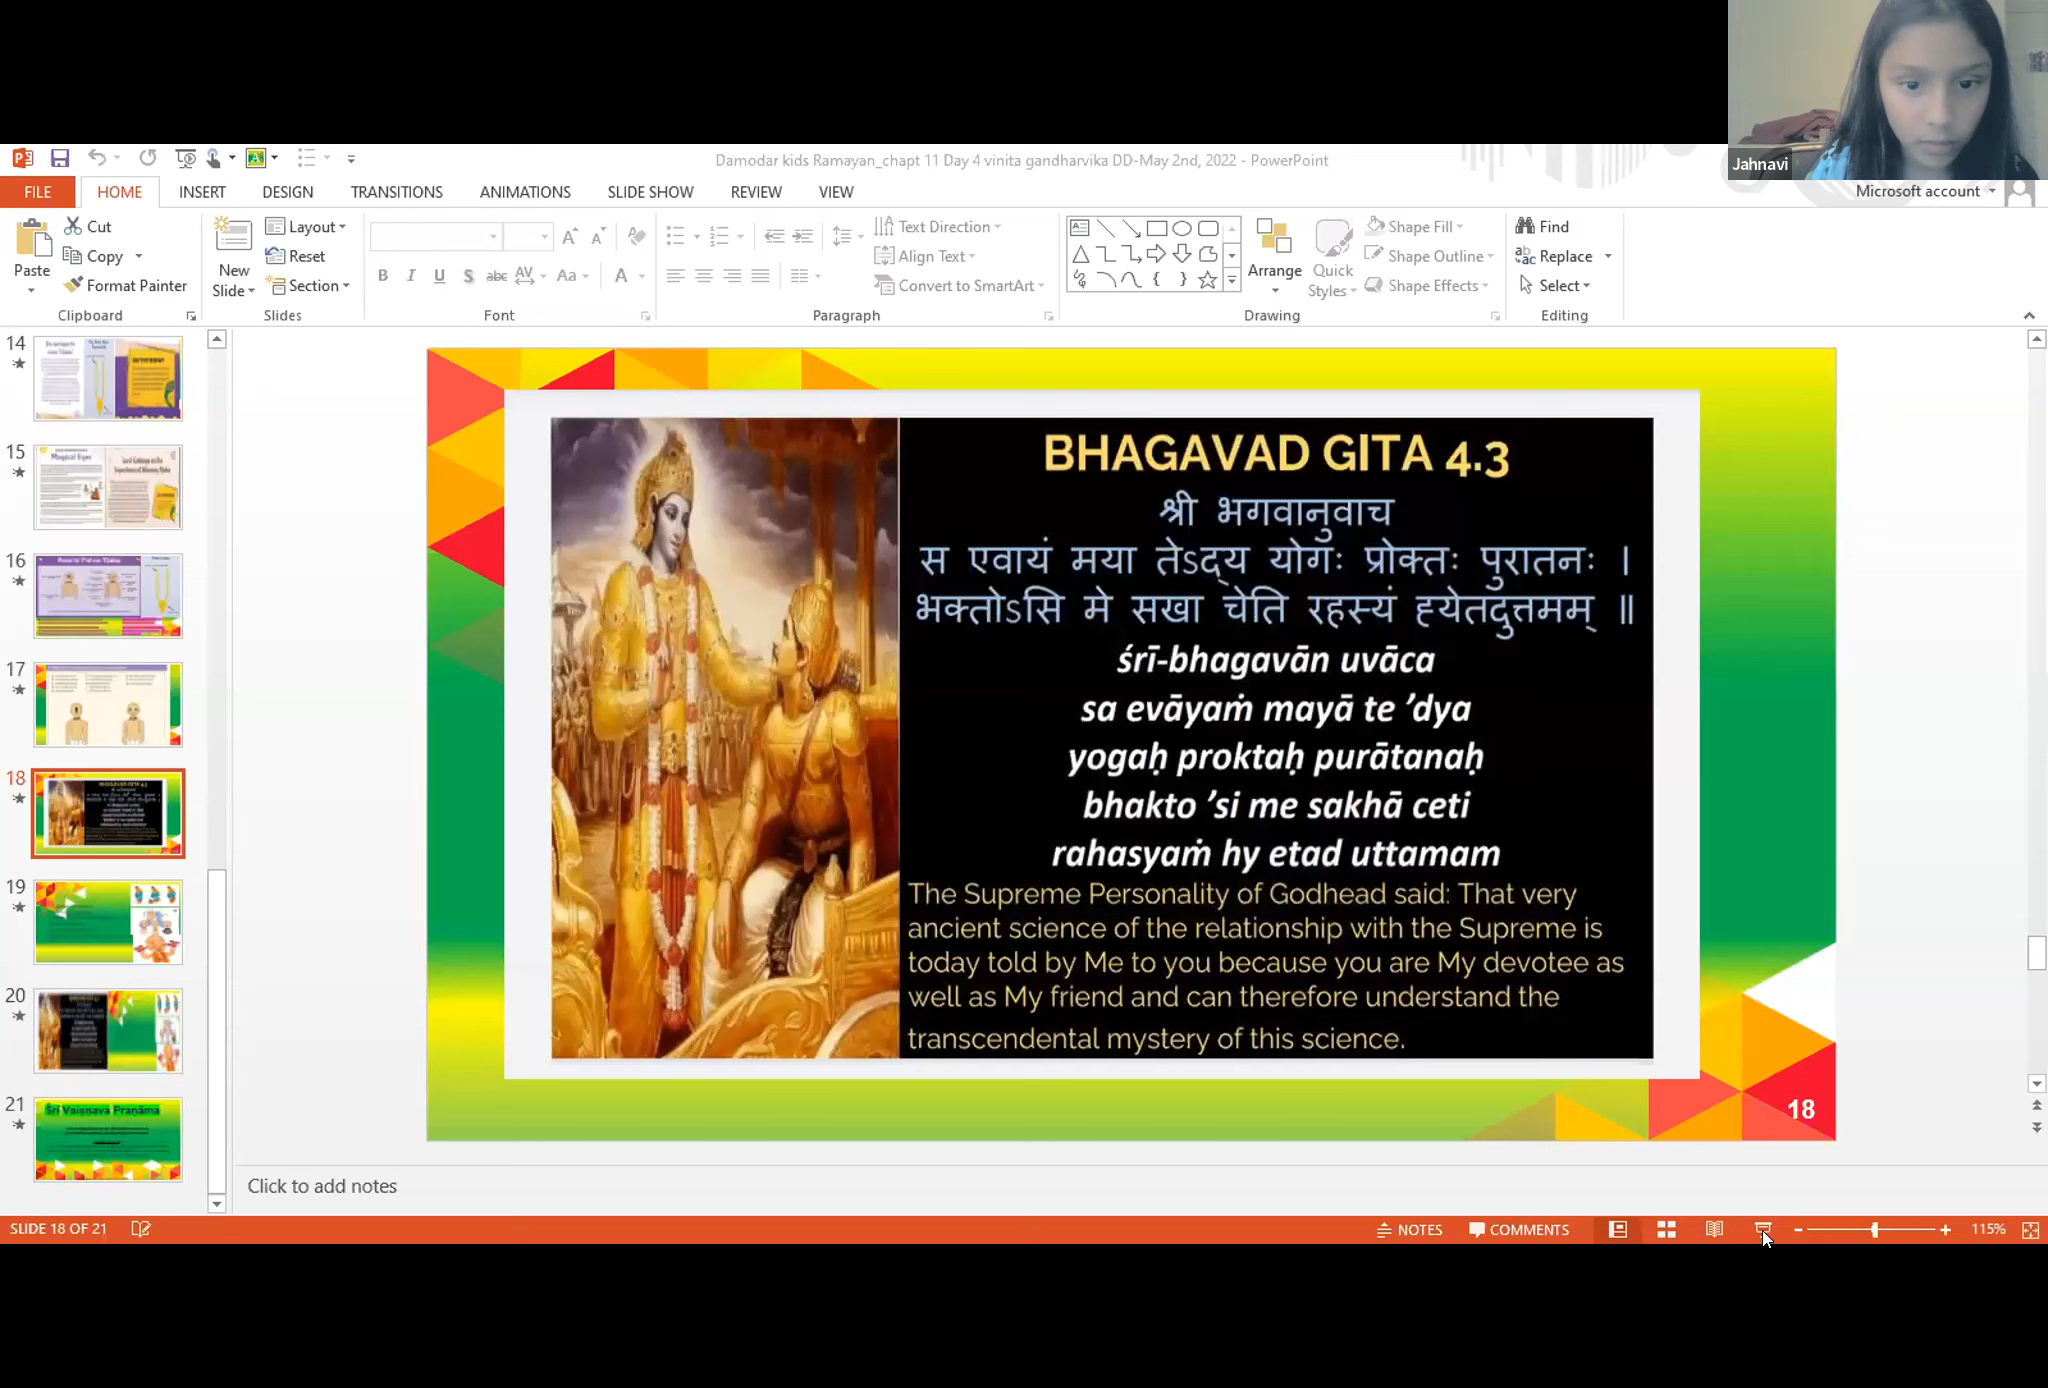 Jahnavi
Damodar kids Ramayan_chapt 11 Day 4 vinita gandharvika DD-May 2nd, 2022 - PowerPoint
FILE HOME INSERT DESIGN TRANSITIONS ANIMATIONS SLIDE SHOW REVIEW VIEW
Microsoft account
Paste
Cut
Copy
Format Painter
Clipboard
New
Slide
Layout
Reset
Section
Slides
Font
Text Direction
Align Text
Convert to SmartArt
Paragraph
Arrange
Quick
Styles
Shape Fill
Shape Outline
Shape Effects
Drawing
Find
Replace
Select
Editing
14
15
16
17
18
19
20
21
Śrī Vaiṣṇava Praṇāma
BHAGAVAD GITA 4.3
श्री भगवानुवाच
स एवायं मया तेऽद्य योगः प्रोक्तः पुरातनः ।
भक्तोऽसि मे सखा चेति रहस्यं ह्येतदुत्तमम् ॥
śrī-bhagavān uvāca
sa evāyaṁ mayā te ’dya
yogaḥ proktaḥ purātanaḥ
bhakto ’si me sakhā ceti
rahasyaṁ hy etad uttamam
The Supreme Personality of Godhead said: That very
ancient science of the relationship with the Supreme is
today told by Me to you because you are My devotee as
well as My friend and can therefore understand the
transcendental mystery of this science.
18
Click to add notes
SLIDE 18 OF 21
NOTES COMMENTS 115%